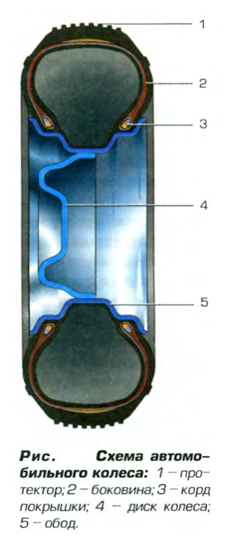 1
2
3
4
5
Рис. Схема автомо-
бильного колеса: 1 – про-
тектор; 2 – боковина; 3 – корд
покрышки; 4 – диск колеса;
5 – обод.